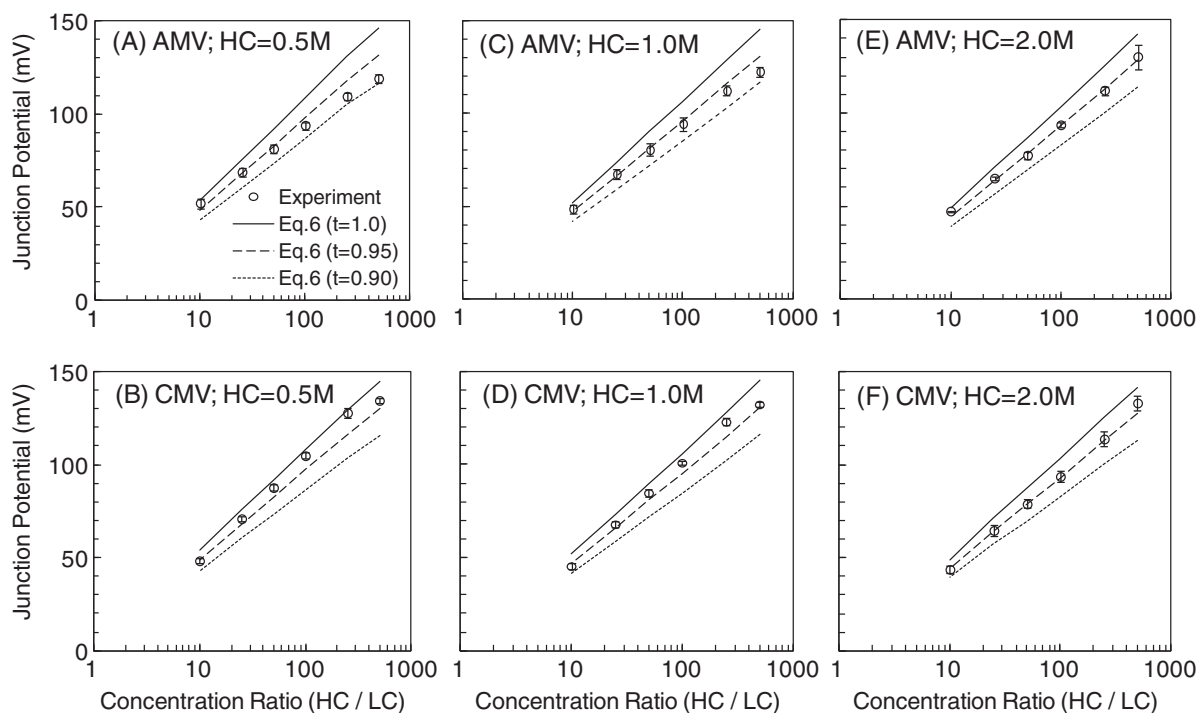 (A) AMV; HC=0.5M
(C) AMV; HC=1.0M
(E) AMV; HC=2.0M
Junction Potential (mV)
150
100
50
0
Experiment
Eq.6 (t=1.0)
Eq.6 (t=0.95)
Eq.6 (t=0.90)
1 10 100 1000
1 10 100 1000
1 10 100 1000
(B) CMV; HC=0.5M
(D) CMV; HC=1.0M
(F) CMV; HC=2.0M
Junction Potential (mV)
150
100
50
0
1 10 100 1000
1 10 100 1000
1 10 100 1000
Concentration Ratio (HC / LC)
Concentration Ratio (HC / LC)
Concentration Ratio (HC / LC)